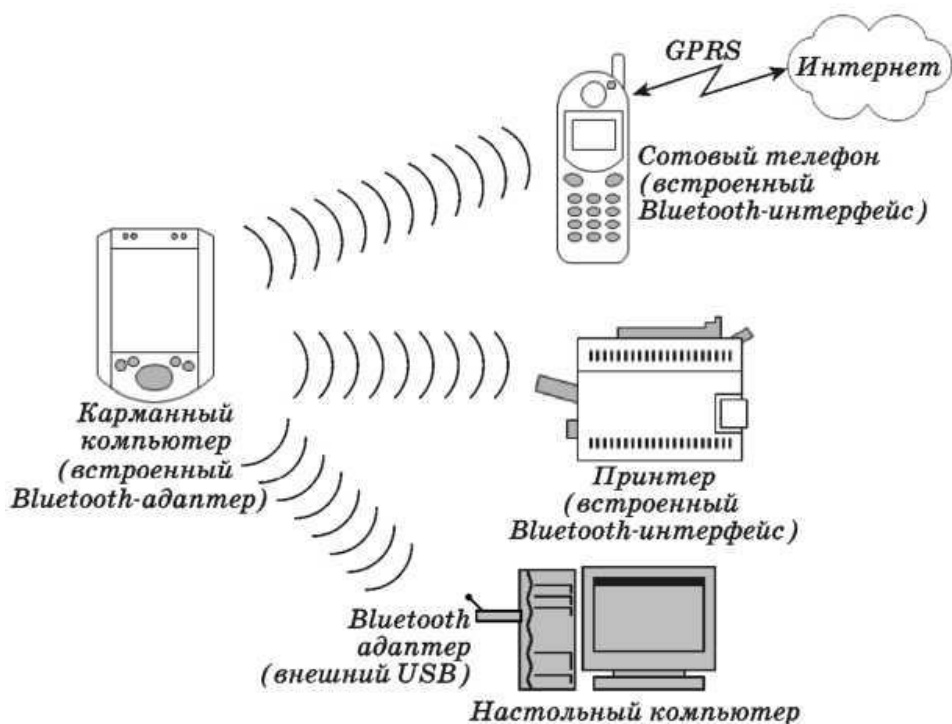 GPRS
Интернет
Сотовый телефон
(встроенный
Bluetooth-интерфейс)
Карманный
компьютер
(встроенный
Bluetooth-адаптер)
Принтер
(встроенный
Bluetooth-интерфейс)
Bluetooth
адаптер
(внешний USB)
Настольный компьютер